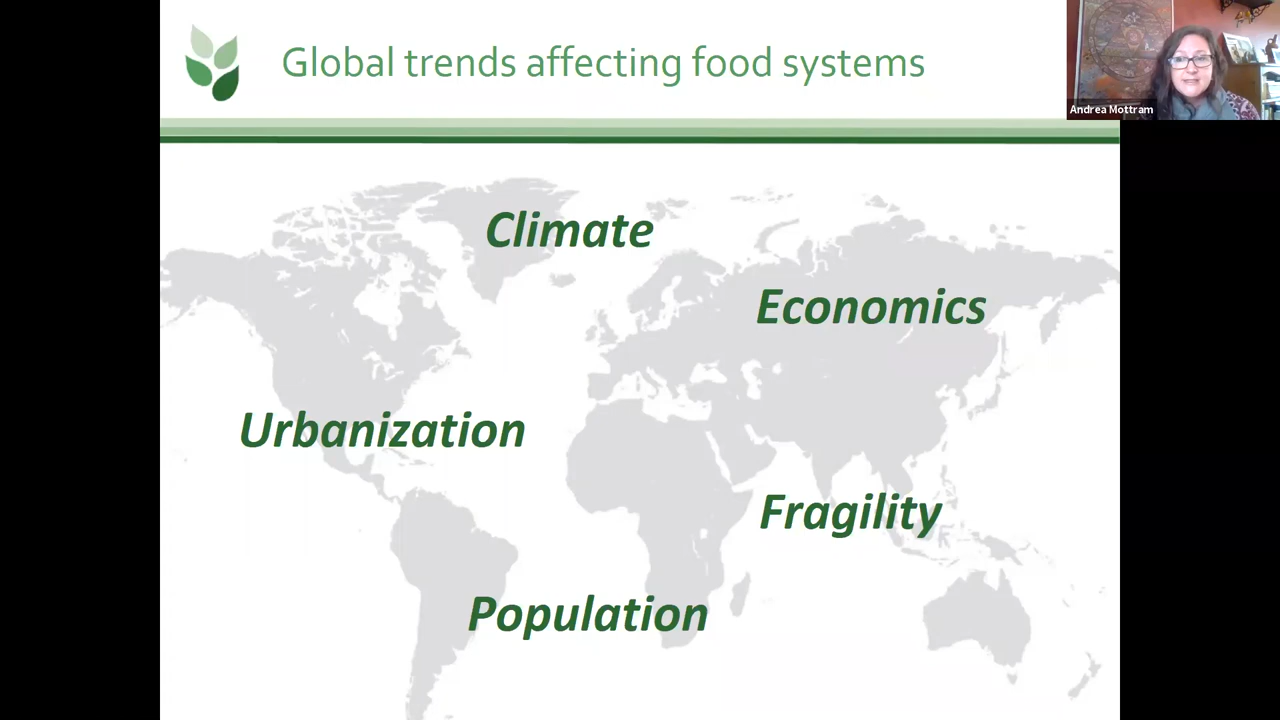 Global trends affecting food systems
Andrea Mottram
Climate
Economics
Urbanization
Fragility
Population